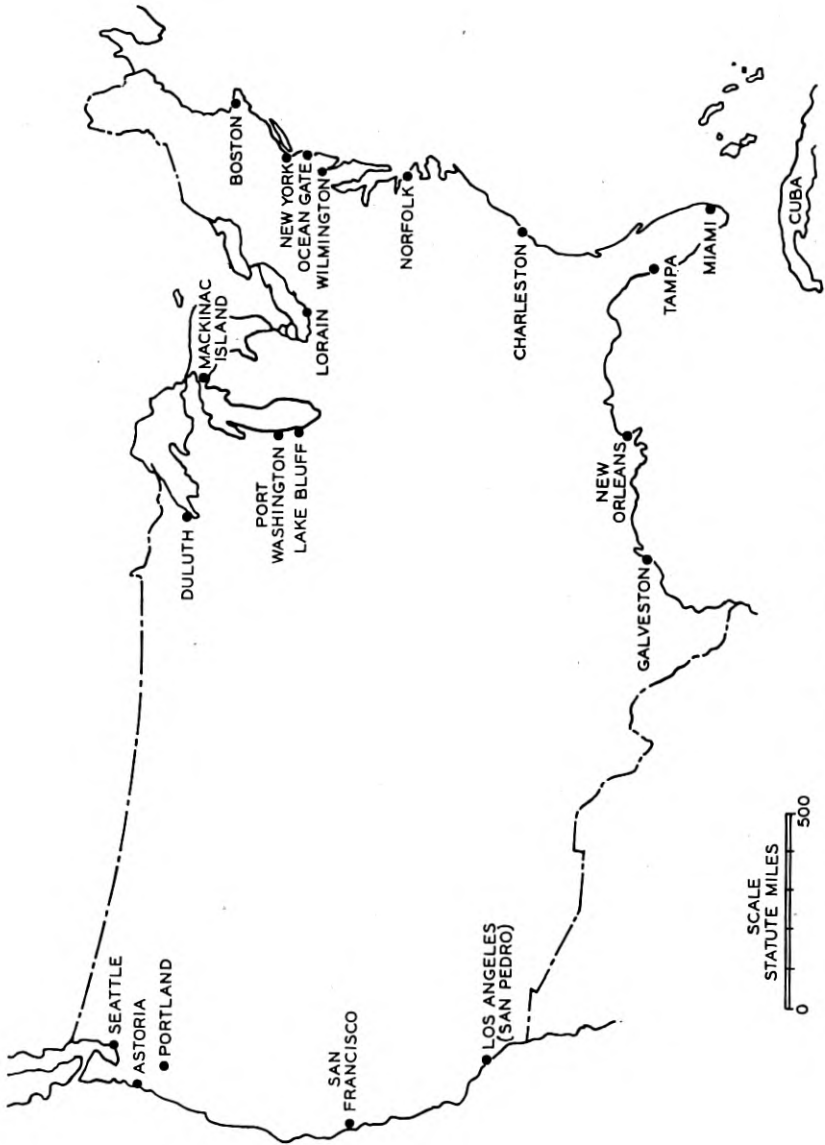 SEATTLE
ASTORIA
PORTLAND
SAN
FRANCISCO
LOS ANGELES
(SAN PEDRO)
DULUTH
MACKINAC
ISLAND
PORT
WASHINGTON
LAKE BLUFF
LORAIN
BOSTON
NEW YORK
OCEAN GATE
WILMINGTON
NORFOLK
CHARLESTON
NEW
ORLEANS
GALVESTON
TAMPA
MIAMI
CUBA
SCALE
STATUTE MILES
0 500